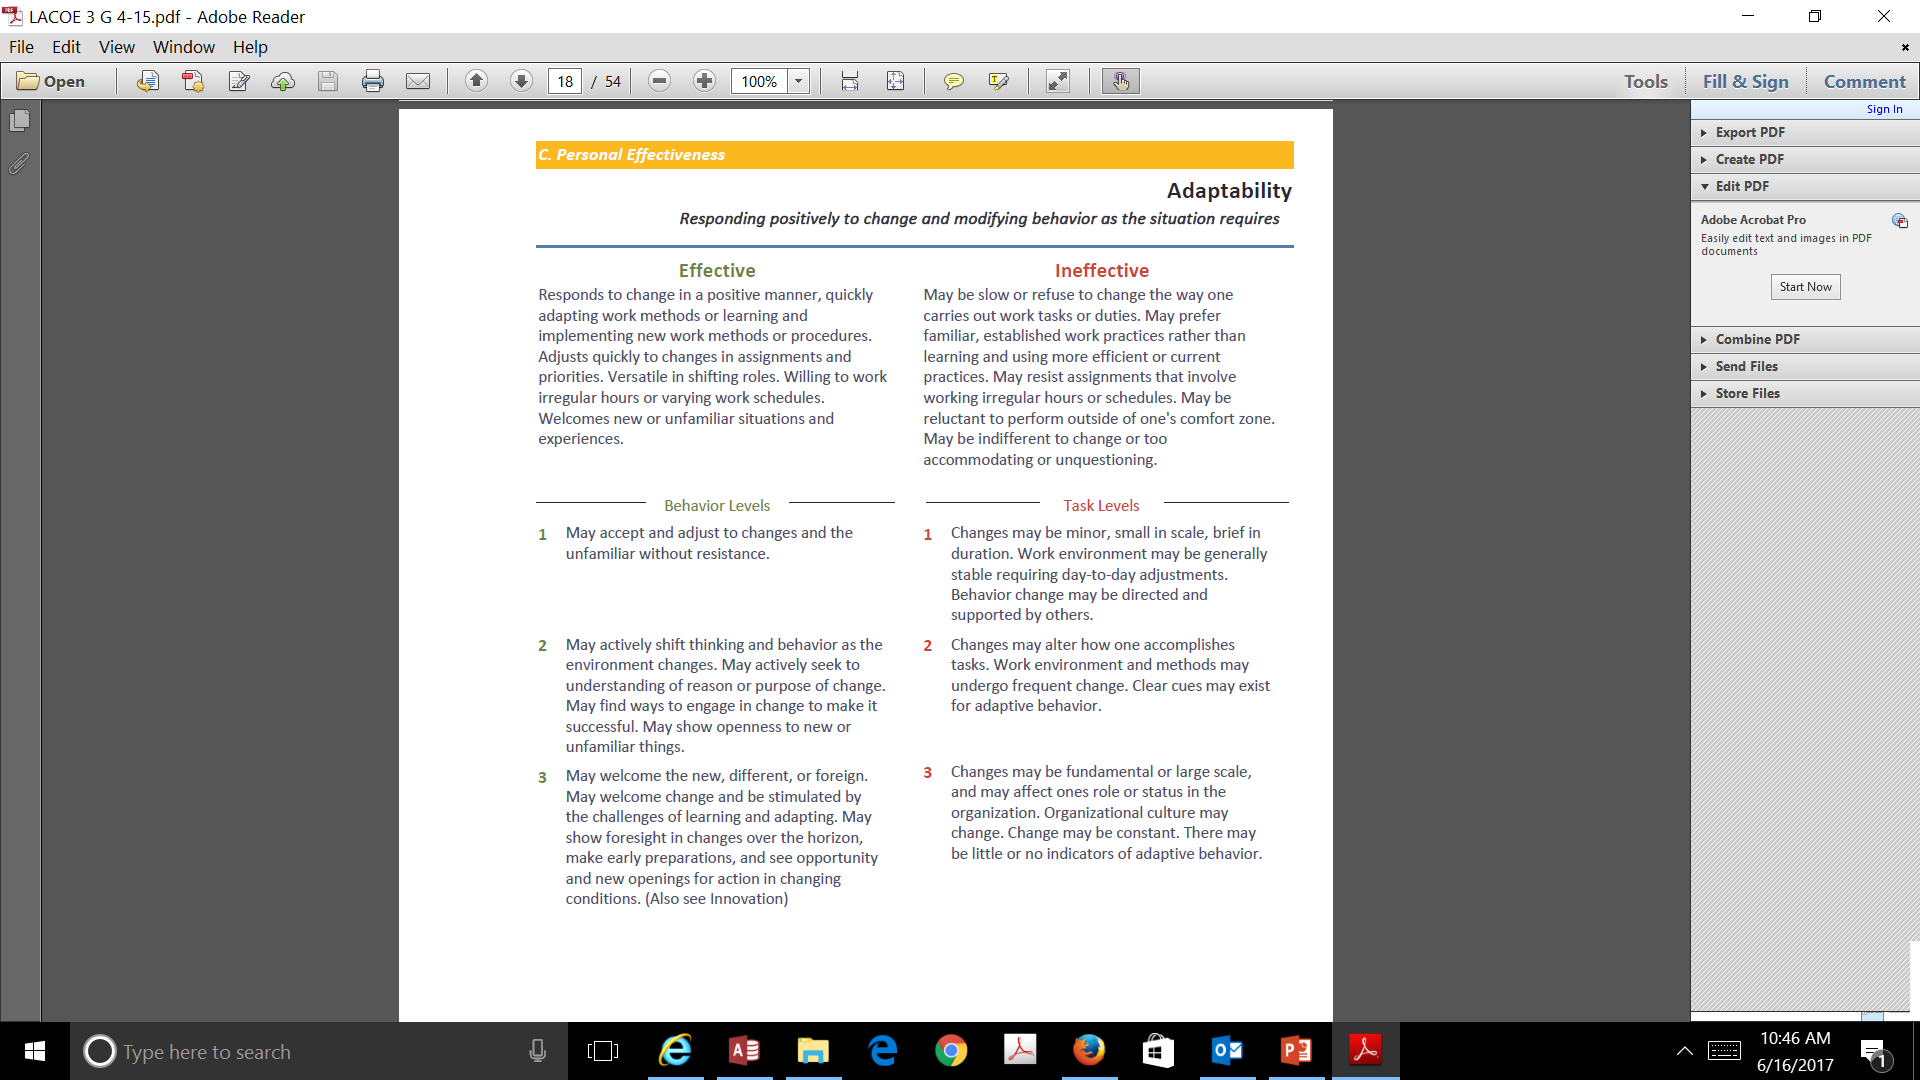 LACOE 3 G 4-15.pdf - Adobe Reader
File Edit View Window Help
Open 18 / 54 100% Tools Fill & Sign Comment
Sign In
Export PDF
Create PDF
Edit PDF
Adobe Acrobat Pro
Easily edit text and images in PDF
documents
Start Now
Combine PDF
Send Files
Store Files
C. Personal Effectiveness
Adaptability
Responding positively to change and modifying behavior as the situation requires
Effective
Responds to change in a positive manner, quickly
adapting work methods or learning and
implementing new work methods or procedures.
Adjusts quickly to changes in assignments and
priorities. Versatile in shifting roles. Willing to work
irregular hours or varying work schedules.
Welcomes new or unfamiliar situations and
experiences.
Ineffective
May be slow or refuse to change the way one
carries out work tasks or duties. May prefer
familiar, established work practices rather than
learning and using more efficient or current
practices. May resist assignments that involve
working irregular hours or schedules. May be
reluctant to perform outside of one's comfort zone.
May be indifferent to change or too
accommodating or unquestioning.
Behavior Levels
1 May accept and adjust to changes and the
unfamiliar without resistance.
2 May actively shift thinking and behavior as the
environment changes. May actively seek to
understanding of reason or purpose of change.
May find ways to engage in change to make it
successful. May show openness to new or
unfamiliar things.
3 May welcome the new, different, or foreign.
May welcome change and be stimulated by
the challenges of learning and adapting. May
show foresight in changes over the horizon,
make early preparations, and see opportunity
and new openings for action in changing
conditions. (Also see Innovation)
Task Levels
1 Changes may be minor, small in scale, brief in
duration. Work environment may be generally
stable requiring day-to-day adjustments.
Behavior change may be directed and
supported by others.
2 Changes may alter how one accomplishes
tasks. Work environment and methods may
undergo frequent change. Clear cues may exist
for adaptive behavior.
3 Changes may be fundamental or large scale,
and may affect ones role or status in the
organization. Organizational culture may
change. Change may be constant. There may
be little or no indicators of adaptive behavior.
Type here to search
10:46 AM
6/16/2017
1